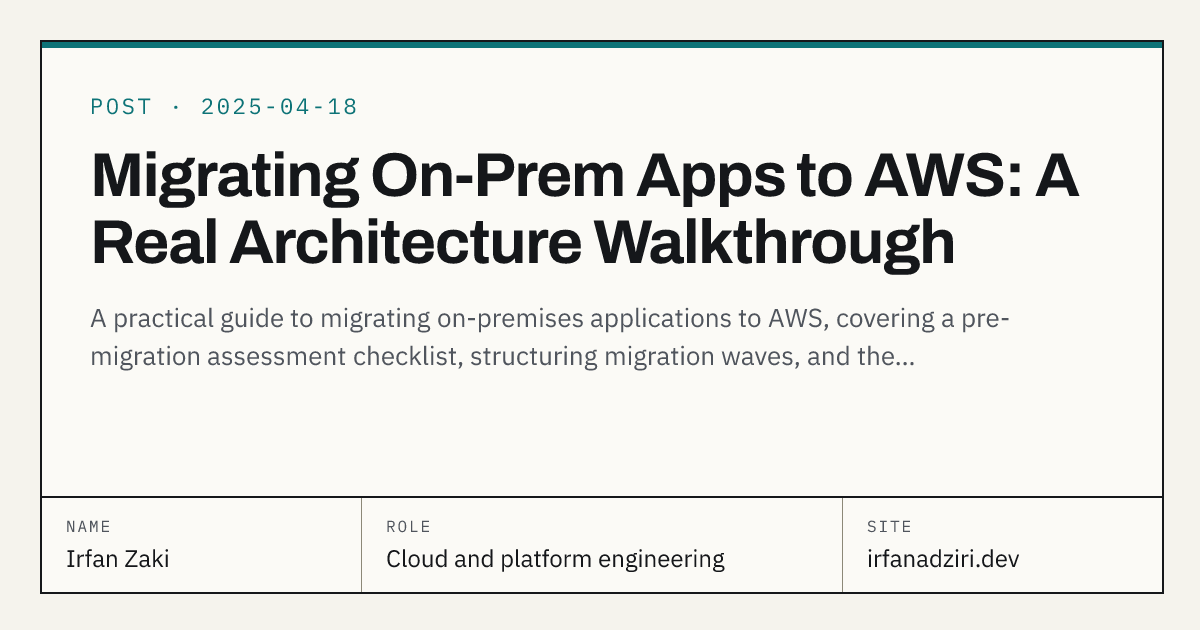 POST · 2025-04-18
Migrating On-Prem Apps to AWS: A
Real Architecture Walkthrough
A practical guide to migrating on-premises applications to AWS, covering a pre-
migration assessment checklist, structuring migration waves, and the...
NAME
Irfan Zaki
ROLE
Cloud and platform engineering
SITE
irfanadziri.dev